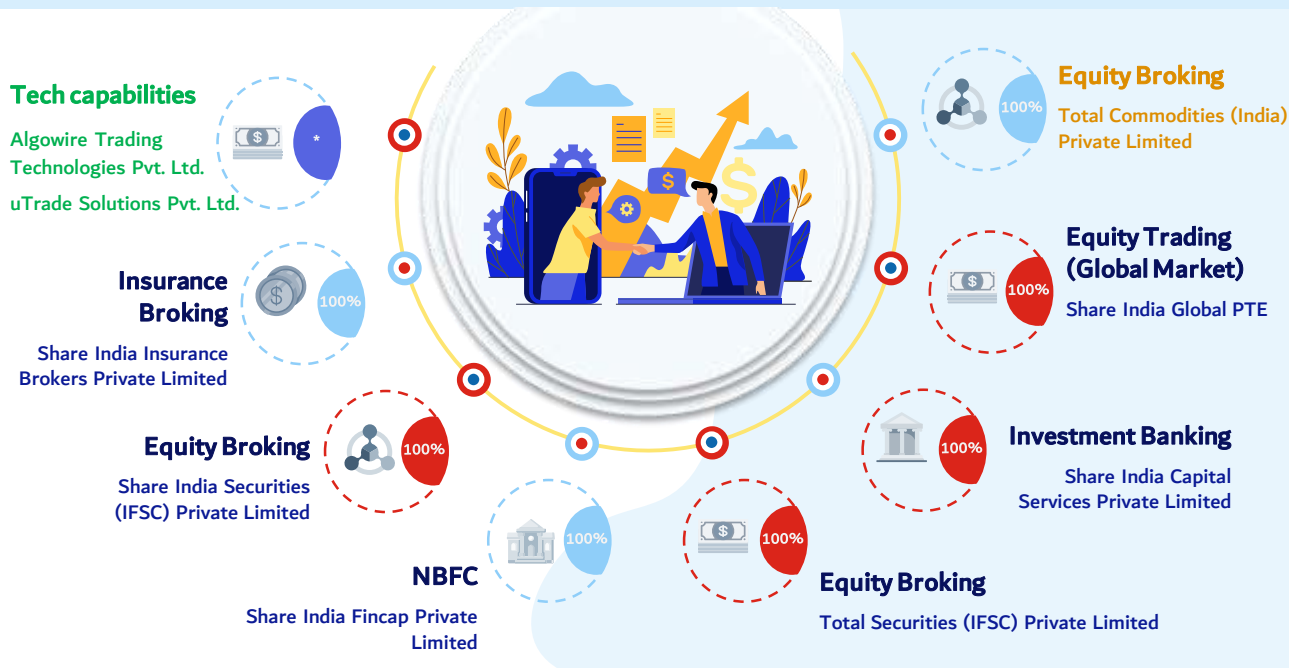 Tech capabilities
Algowire Trading
Technologies Pvt. Ltd.
uTrade Solutions Pvt. Ltd.
*
Insurance
Broking
Share India Insurance
Brokers Private Limited
100%
Equity Broking
Share India Securities
(IFSC) Private Limited
100%
NBFC
Share India Fincap Private
Limited
100%
$
$
Equity Broking
Total Commodities (India)
Private Limited
100%
Equity Trading
(Global Market)
Share India Global PTE
100%
Investment Banking
Share India Capital
Services Private Limited
100%
Equity Broking
Total Securities (IFSC) Private Limited
100%